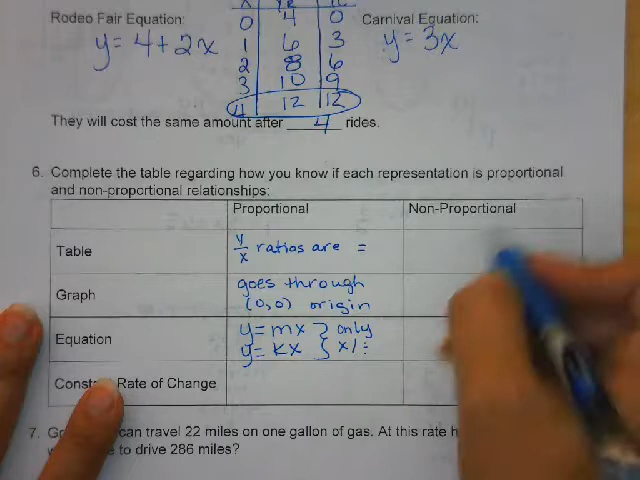 Rodeo Fair Equation:
y = 4 + 2x
0 4 0
1 6 3
2 8 6
3 10 9
4 12 12
Carnival Equation:
y = 3x
They will cost the same amount after 4 rides.
6. Complete the table regarding how you know if each representation is proportional
and non-proportional relationships:
Proportional Non-Proportional
Table y/x ratios are =
Graph goes through
(0,0) origin
Equation y = mx } only
y = kx } x/÷
Rate of Change
7. can travel 22 miles on one gallon of gas. At this rate
to drive 286 miles?